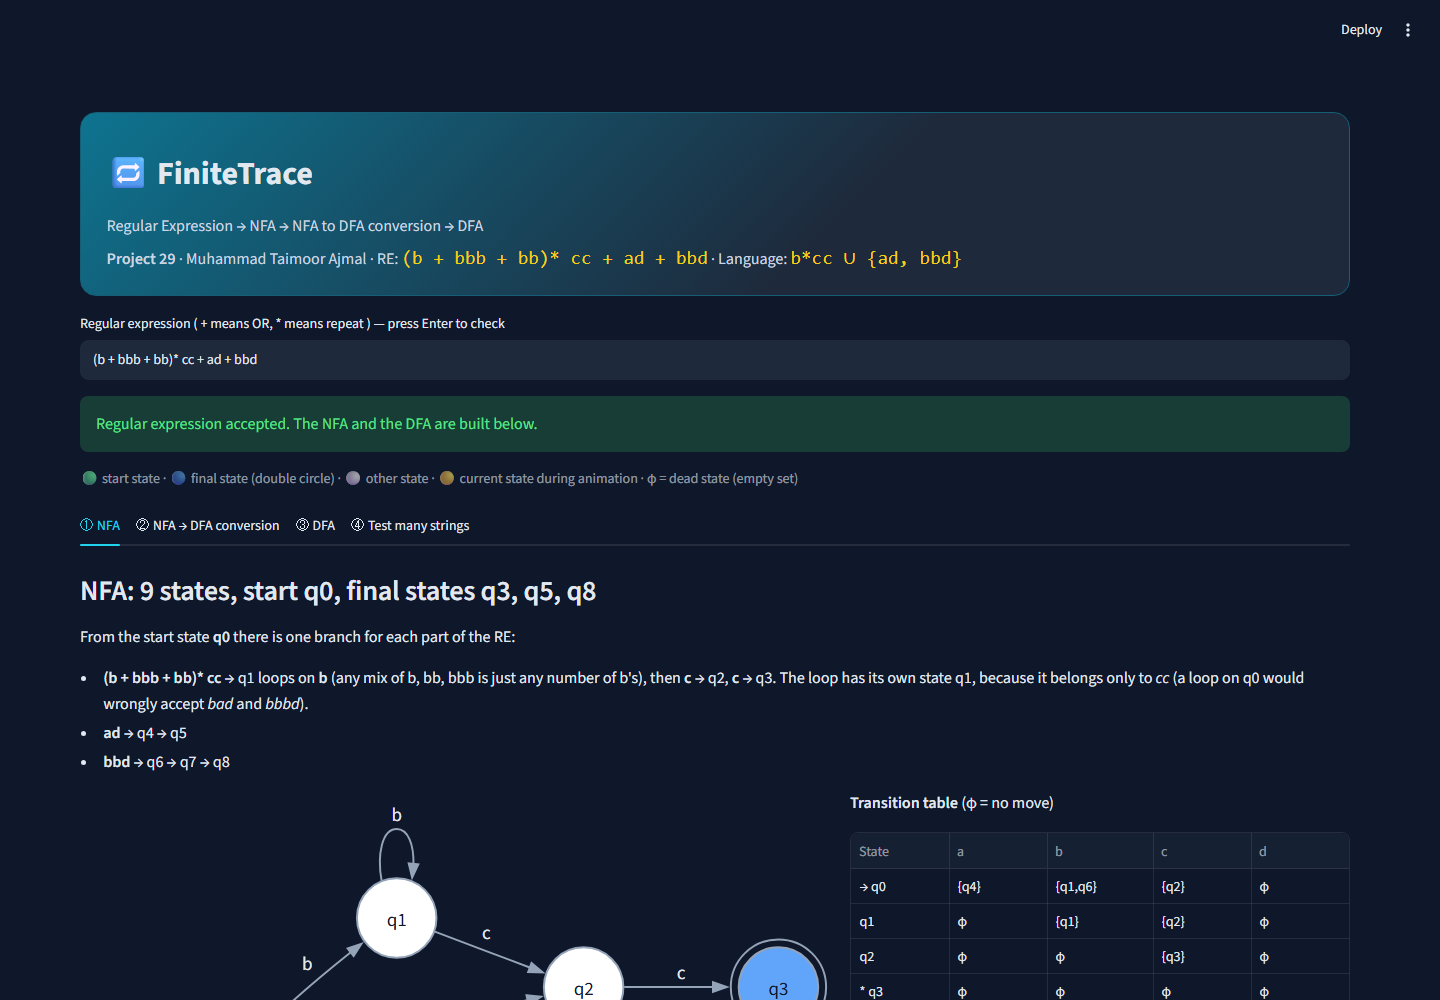 Deploy
FiniteTrace
Regular Expression → NFA → NFA to DFA conversion → DFA
Project 29 · Muhammad Taimoor Ajmal · RE: (b + bbb + bb)* cc + ad + bbd · Language: b*cc ∪ {ad, bbd}
Regular expression ( + means OR, * means repeat ) — press Enter to check
(b + bbb + bb)* cc + ad + bbd
Regular expression accepted. The NFA and the DFA are built below.
start state · final state (double circle) · other state · current state during animation · ϕ = dead state (empty set)
① NFA ② NFA → DFA conversion ③ DFA ④ Test many strings
NFA: 9 states, start q0, final states q3, q5, q8
From the start state q0 there is one branch for each part of the RE:
• (b + bbb + bb)* cc → q1 loops on b (any mix of b, bb, bbb is just any number of b's), then c → q2, c → q3. The loop has its own state q1, because it belongs only to cc (a loop on q0 would
wrongly accept bad and bbbd).
• ad → q4 → q5
• bbd → q6 → q7 → q8
b
q1
c
b
q2
c
q3
Transition table (ϕ = no move)
State a b c d
→ q0 {q4} {q1,q6} {q2} ϕ
q1 ϕ {q1} {q2} ϕ
q2 ϕ ϕ {q3} ϕ
* q3 ϕ ϕ ϕ ϕ